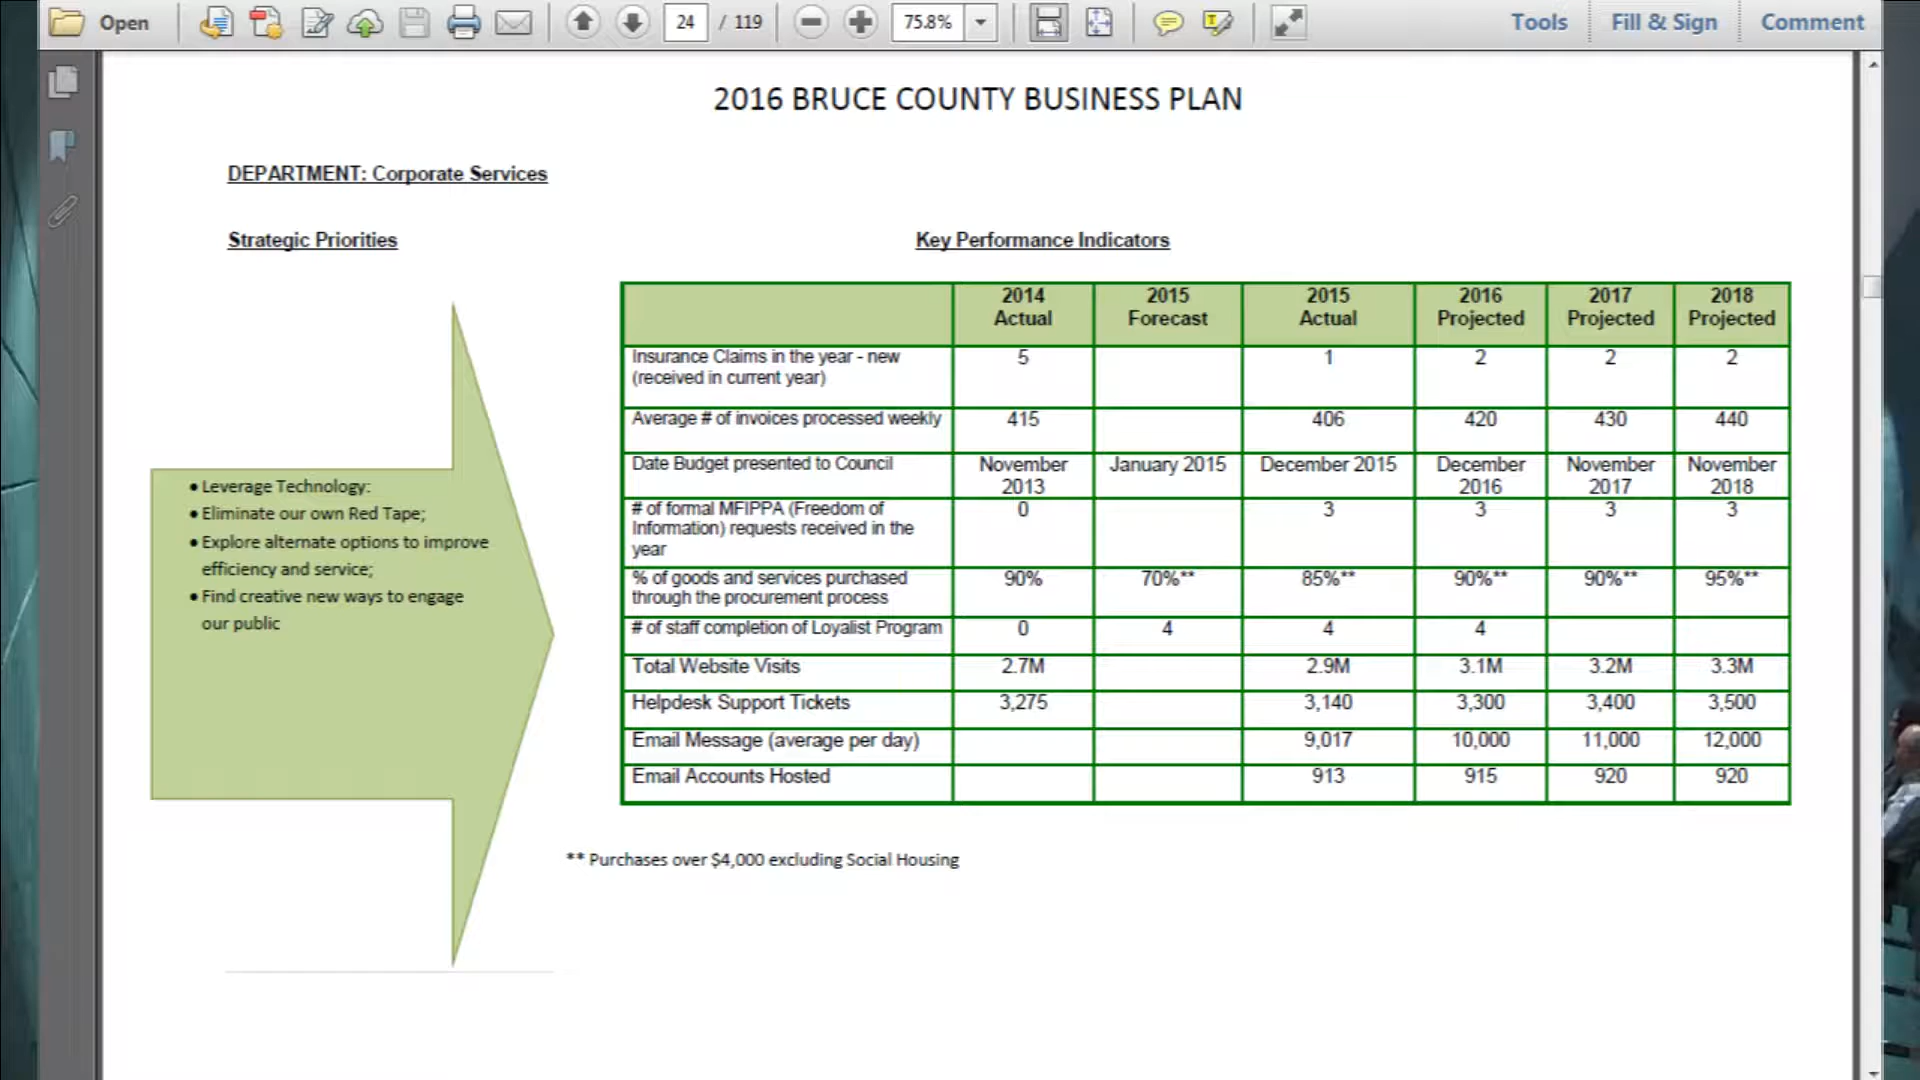 Open
24 / 119
75.8%
Tools
Fill & Sign
Comment
2016 BRUCE COUNTY BUSINESS PLAN
DEPARTMENT: Corporate Services
Strategic Priorities
Key Performance Indicators
• Leverage Technology:
• Eliminate our own Red Tape;
• Explore alternate options to improve
efficiency and service;
• Find creative new ways to engage
our public
2014 2015 2015 2016 2017 2018
Actual Forecast Actual Projected Projected Projected
Insurance Claims in the year - new 5 1 2 2 2
(received in current year)
Average # of invoices processed weekly 415 406 420 430 440
Date Budget presented to Council November January 2015 December 2015 December November November
2013 2016 2017 2018
# of formal MFIPPA (Freedom of 0 3 3 3 3
Information) requests received in the
year
% of goods and services purchased 90% 70%** 85%** 90%** 90%** 95%**
through the procurement process
# of staff completion of Loyalist Program 0 4 4 4
Total Website Visits 2.7M 2.9M 3.1M 3.2M 3.3M
Helpdesk Support Tickets 3,275 3,140 3,300 3,400 3,500
Email Message (average per day) 9,017 10,000 11,000 12,000
Email Accounts Hosted 913 915 920 920
** Purchases over $4,000 excluding Social Housing